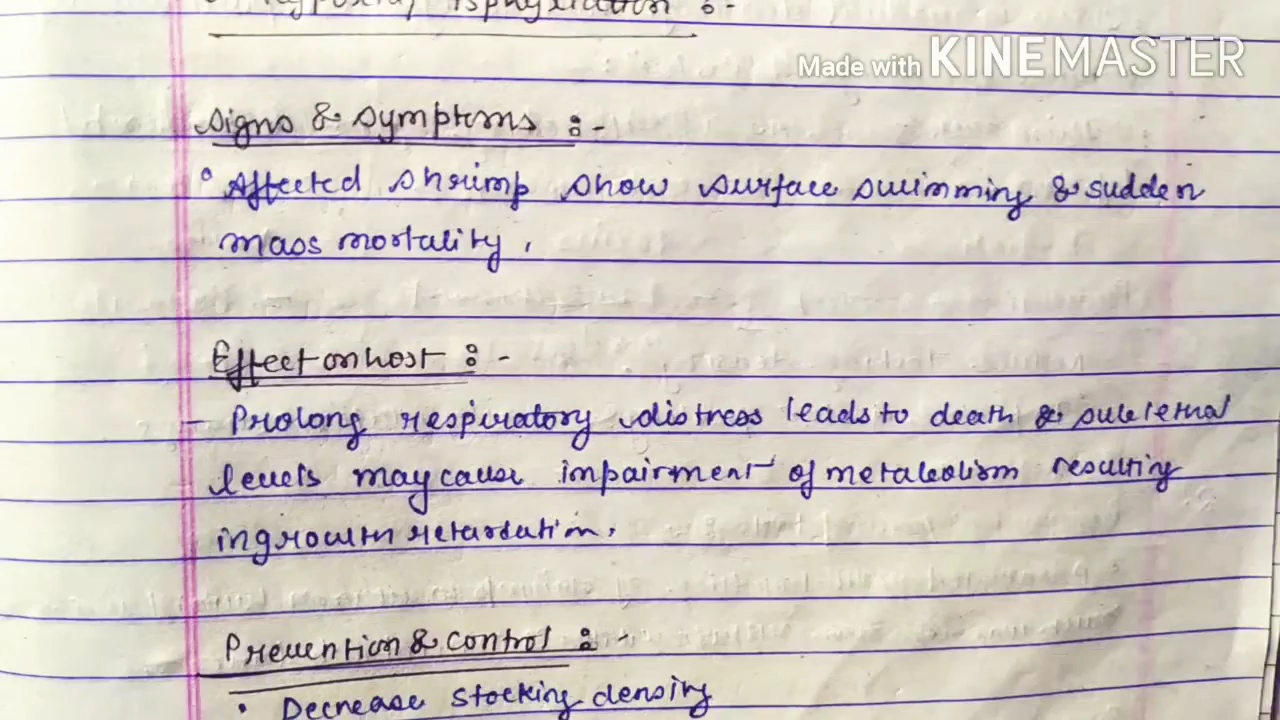 Made with KINEMASTER
Signs & symptoms :-
Affected shrimp show surface swimming & sudden
mass mortality.
Effect on host :-
- Prolong respiratory distress leads to death & sublethal
levels may cause impairment of metabolism resulting
in growth retardation.
Prevention & control :-
• Decrease stocking density